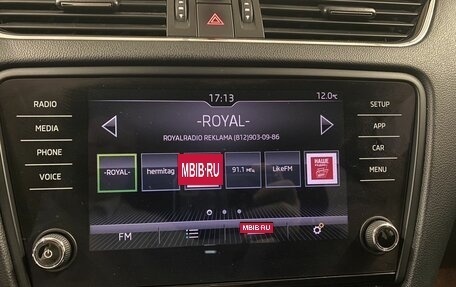 17:13
12.0℃
RADIO
MEDIA
PHONE
VOICE
-ROYAL-
ROYALRADIO REKLAMA (812)903-09-86
SETUP
APP
CAR
MENU
-ROYAL-
hermitag
MBIB·RU
91.1 МГц
LikeFM
НАШЕ
MBIB RU
FM